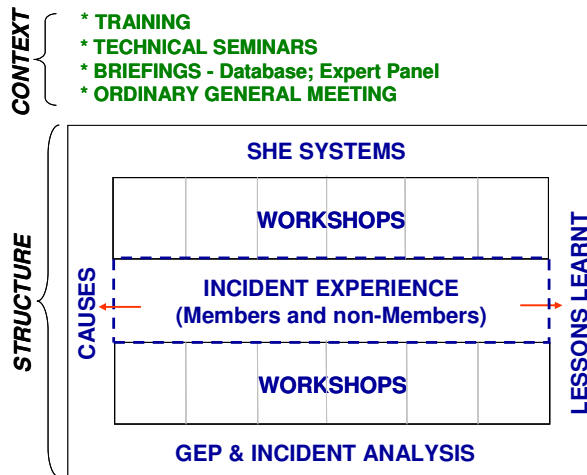 CONTEXT
* TRAINING
* TECHNICAL SEMINARS
* BRIEFINGS - Database; Expert Panel
* ORDINARY GENERAL MEETING
STRUCTURE
SHE SYSTEMS
WORKSHOPS
CAUSES
INCIDENT EXPERIENCE
(Members and non-Members)
LESSONS LEARNT
WORKSHOPS
GEP & INCIDENT ANALYSIS